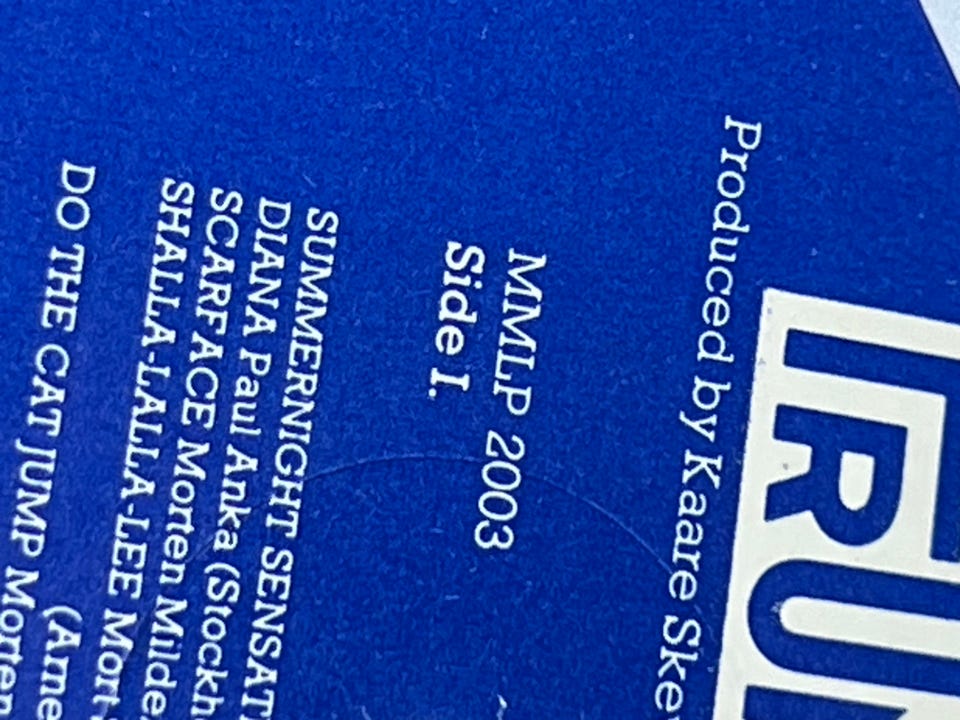 TRU
Produced by Kaare Ske
MMLP 2003
Side I.
SUMMERNIGHT SENSAT
DIANA Paul Anka (Stockh
SCARFACE Morten Milde
SHALLA-LALLA-LEE Mort
(Ame
DO THE CAT JUMP Morten